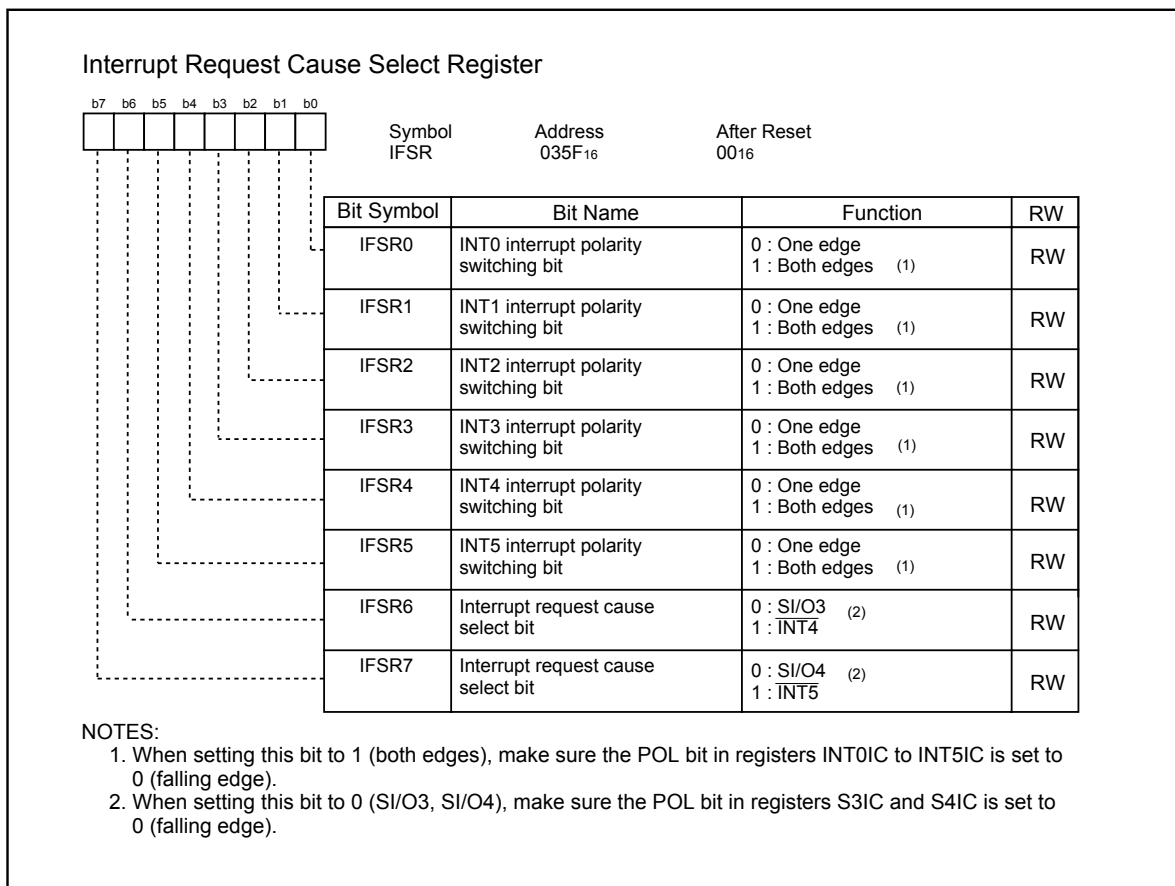 Interrupt Request Cause Select Register
b7 b6 b5 b4 b3 b2 b1 b0
Symbol Address After Reset
IFSR 035F16 0016
Bit Symbol Bit Name Function RW
IFSR0 INT0 interrupt polarity 0 : One edge
switching bit 1 : Both edges (1) RW
IFSR1 INT1 interrupt polarity 0 : One edge
switching bit 1 : Both edges (1) RW
IFSR2 INT2 interrupt polarity 0 : One edge
switching bit 1 : Both edges (1) RW
IFSR3 INT3 interrupt polarity 0 : One edge
switching bit 1 : Both edges (1) RW
IFSR4 INT4 interrupt polarity 0 : One edge
switching bit 1 : Both edges (1) RW
IFSR5 INT5 interrupt polarity 0 : One edge
switching bit 1 : Both edges (1) RW
IFSR6 Interrupt request cause 0 : SI/O3 (2)
select bit 1 : INT4 RW
IFSR7 Interrupt request cause 0 : SI/O4 (2)
select bit 1 : INT5 RW
NOTES:
1. When setting this bit to 1 (both edges), make sure the POL bit in registers INT0IC to INT5IC is set to
0 (falling edge).
2. When setting this bit to 0 (SI/O3, SI/O4), make sure the POL bit in registers S3IC and S4IC is set to
0 (falling edge).